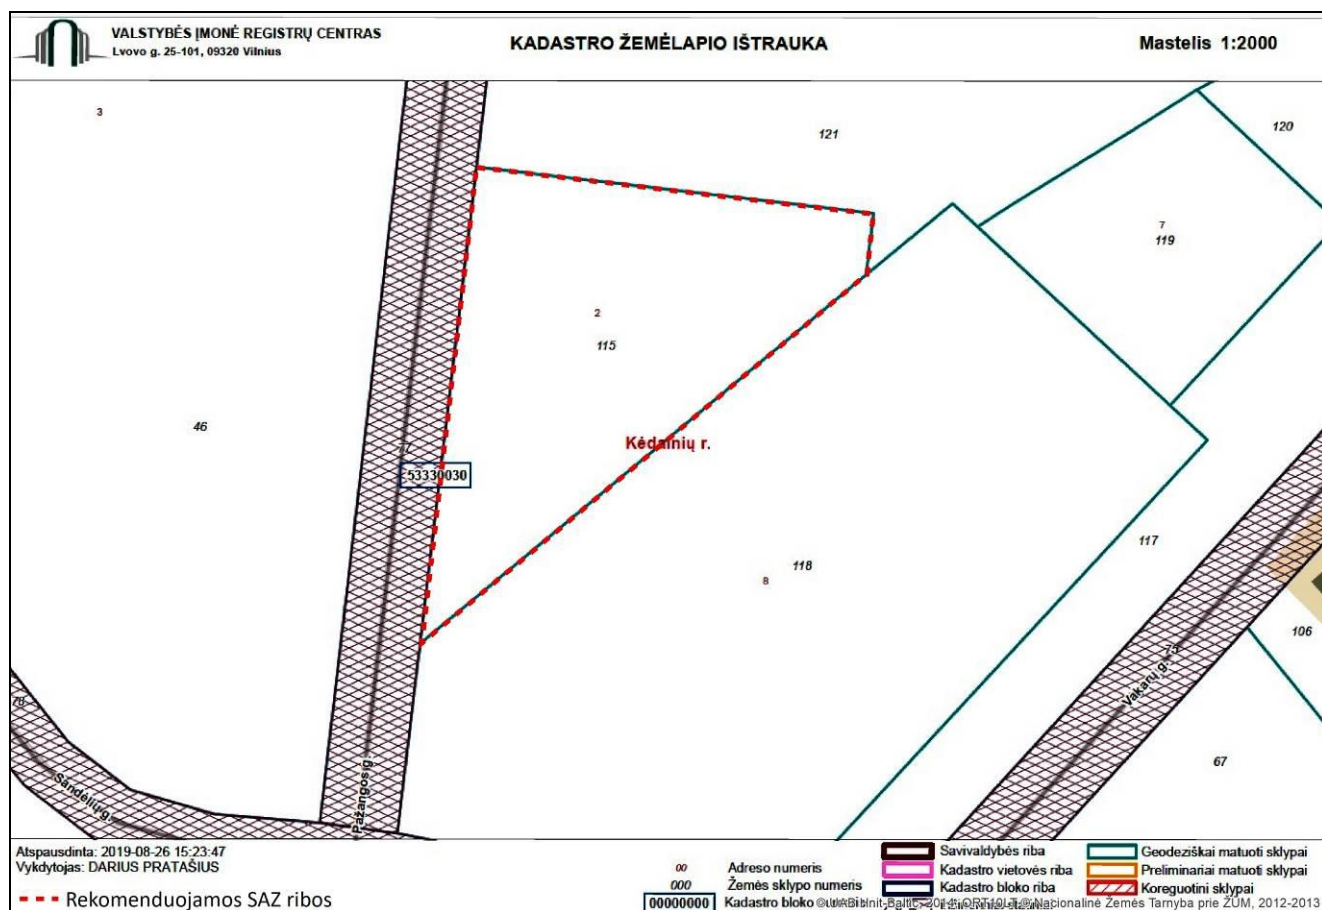 VALSTYBĖS ĮMONĖ REGISTRŲ CENTRAS
Lvovo g. 25-101, 09320 Vilnius
KADASTRO ŽEMĖLAPIO IŠTRAUKA
Mastelis 1:2000
3
121
120
7
119
2
115
46
Kėdainių r.
77
53330030
118
8
117
106
Vakarų g. 75
67
78
Sandėlių g.
Pažangos g.
Atspausdinta: 2019-08-26 15:23:47
Vykdytojas: DARIUS PRATAŠIUS
Rekomenduojamos SAZ ribos
00 Adreso numeris
000 Žemės sklypo numeris
00000000 Kadastro bloko
Savivaldybės riba
Kadastro vietovės riba
Kadastro bloko riba
Geodeziškai matuoti sklypai
Preliminariai matuoti sklypai
Koreguotini sklypai
Nacionalinė Žemės Tarnyba prie ŽŪM, 2012-2013